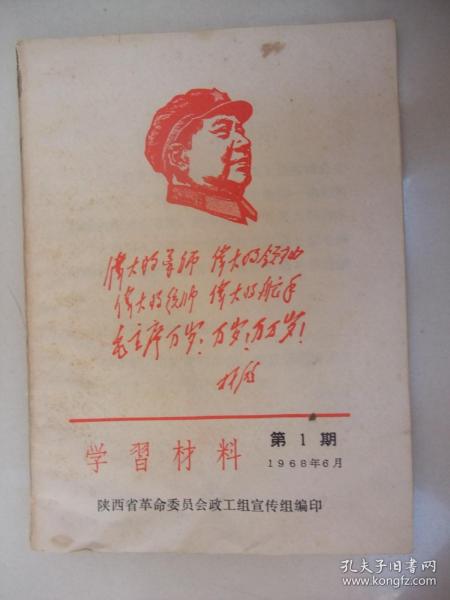 伟大的导师 伟大的领袖
伟大的统帅 伟大的舵手
毛主席万岁!万岁!万万岁!
林彪
学習材料
第1期
1968年6月
陕西省革命委员会政工组宣传组编印
孔夫子旧书网
www.kongfz.com